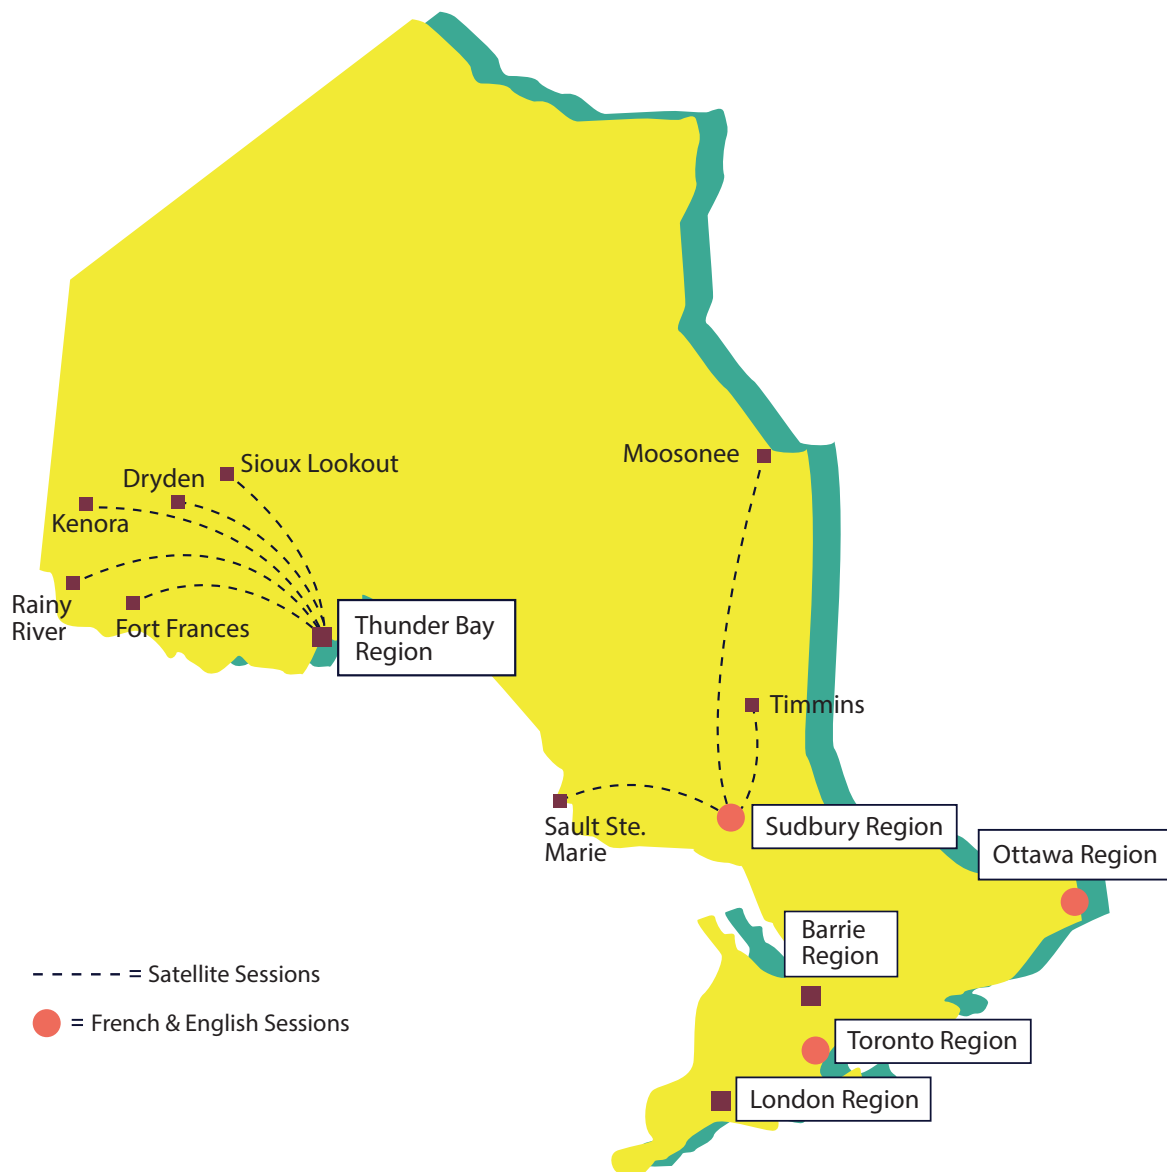 Moosonee
Sioux Lookout
Dryden
Kenora
Rainy
River
Fort Frances
Thunder Bay
Region
Timmins
Sault Ste.
Marie
Sudbury Region
Ottawa Region
Barrie
Region
= Satellite Sessions
= French & English Sessions
Toronto Region
London Region